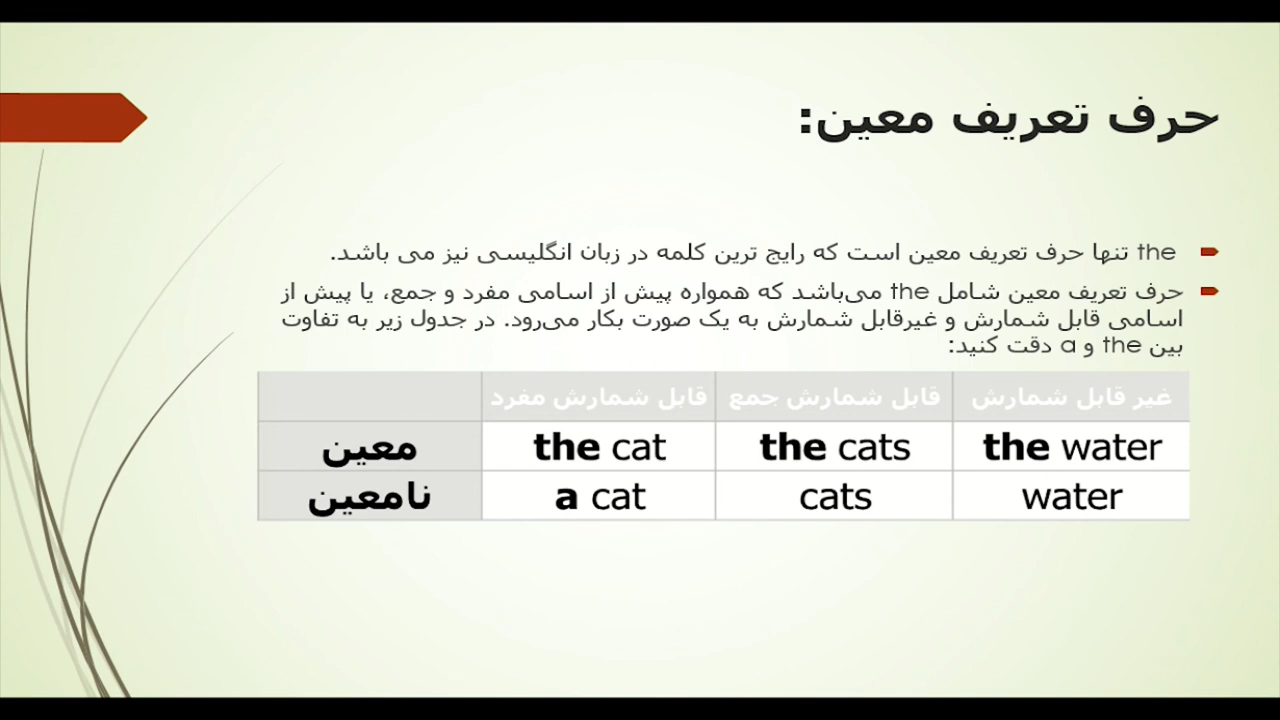 حرف تعریف معین:
the تنها حرف تعریف معین است که رایج ترین کلمه در زبان انگلیسی نیز می باشد.
حرف تعریف معین شامل the می‌باشد که همواره پیش از اسامی مفرد و جمع، یا پیش از
اسامی قابل شمارش و غیرقابل شمارش به یک صورت بکار می‌رود. در جدول زیر به تفاوت
بین the و a دقت کنید:
قابل شمارش مفرد قابل شمارش جمع غیر قابل شمارش
معین the cat the cats the water
نامعین a cat cats water